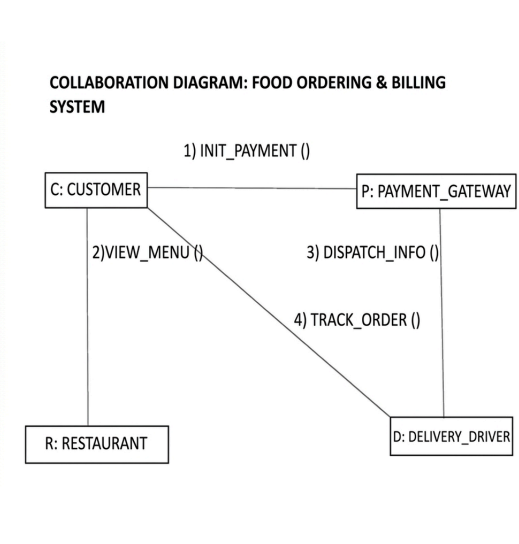 COLLABORATION DIAGRAM: FOOD ORDERING & BILLING
SYSTEM
1) INIT_PAYMENT ()
C: CUSTOMER
P: PAYMENT_GATEWAY
2)VIEW_MENU ()
3) DISPATCH_INFO ()
4) TRACK_ORDER ()
R: RESTAURANT
D: DELIVERY_DRIVER